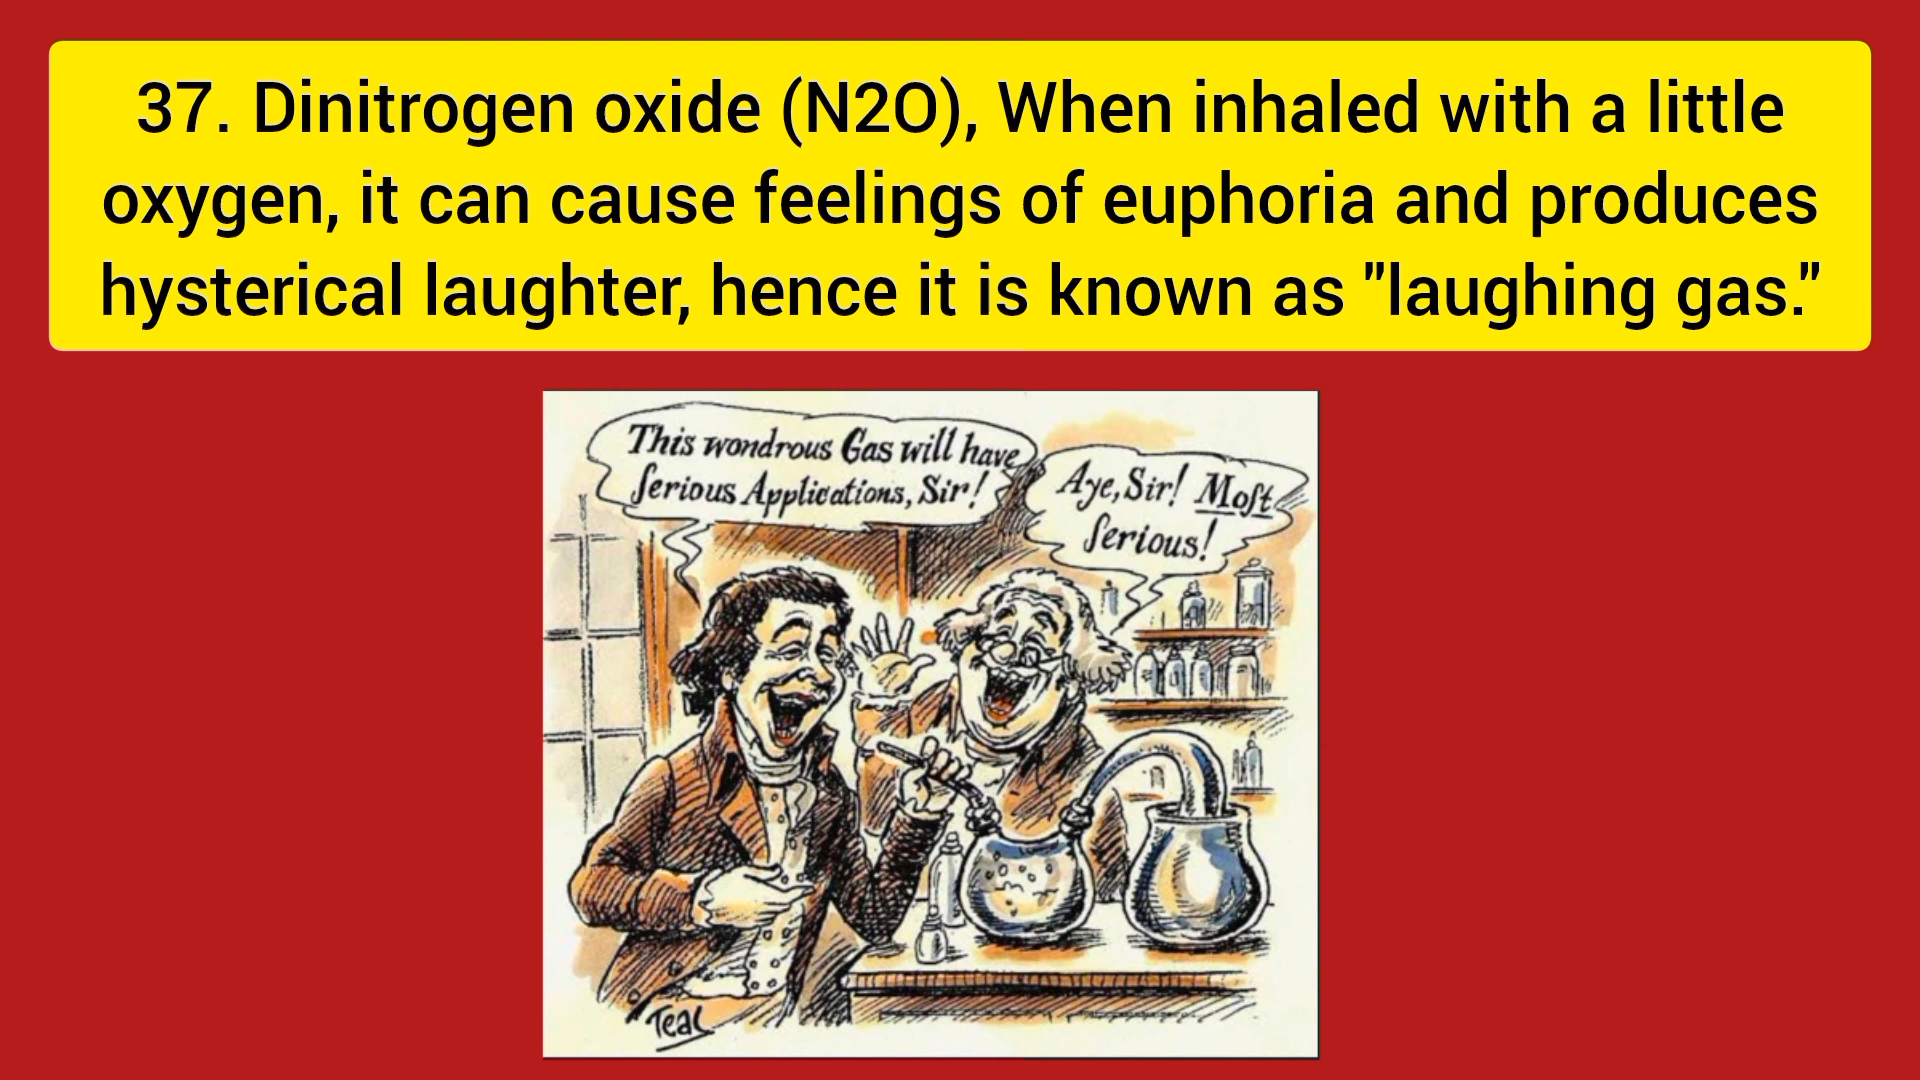 37. Dinitrogen oxide (N2O), When inhaled with a little
oxygen, it can cause feelings of euphoria and produces
hysterical laughter, hence it is known as "laughing gas."
This wondrous Gas will have
ſerious Applications, Sir!
Aye, Sir! Moſt
ſerious!
Teal